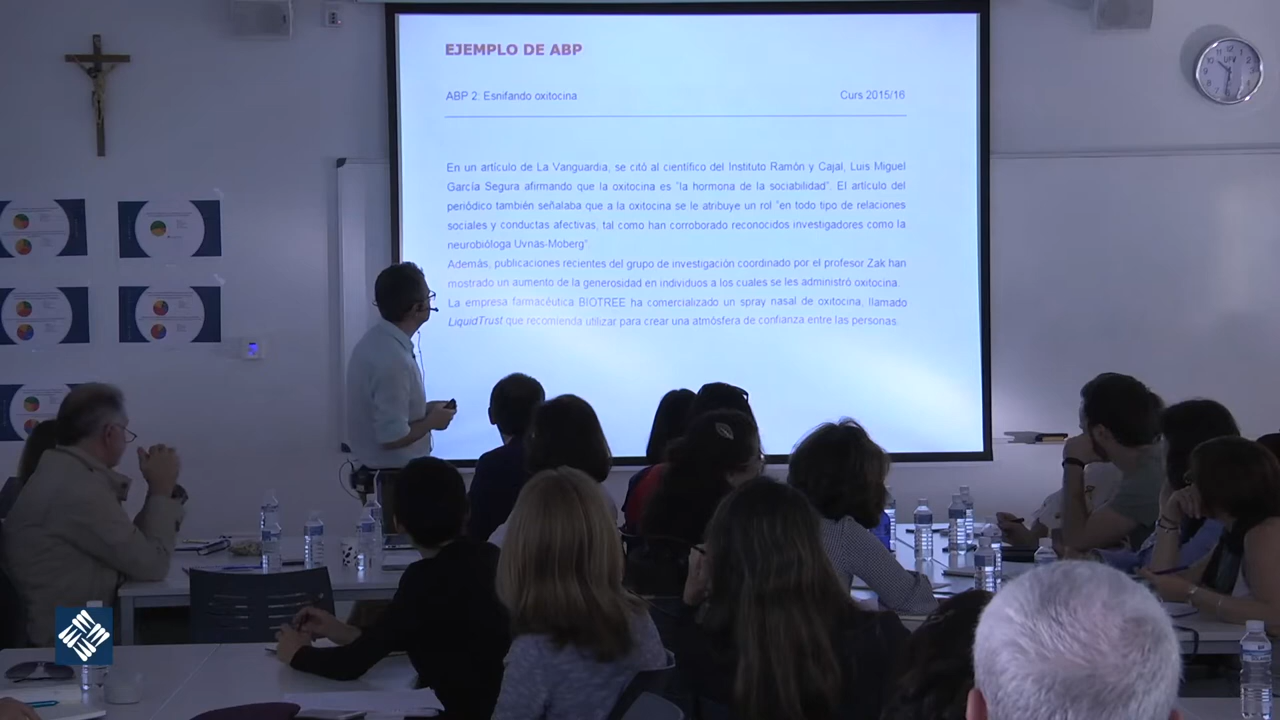 EJEMPLO DE ABP
ABP 2: Esnifando oxitocina Curs 2015/16
En un artículo de La Vanguardia, se citó al científico del Instituto Ramón y Cajal, Luis Miguel
García Segura afirmando que la oxitocina es "la hormona de la sociabilidad". El artículo del
periódico también señalaba que a la oxitocina se le atribuye un rol "en todo tipo de relaciones
sociales y conductas afectivas, tal como han corroborado reconocidos investigadores como la
neurobióloga Uvnäs-Moberg"
Además, publicaciones recientes del grupo de investigación coordinado por el profesor Zak han
mostrado un aumento de la generosidad en individuos a los cuales se les administró oxitocina.
La empresa farmacéutica BIOTREE ha comercializado un spray nasal de oxitocina, llamado
LiquidTrust que recomienda utilizar para crear una atmósfera de confianza entre las personas.
UFV